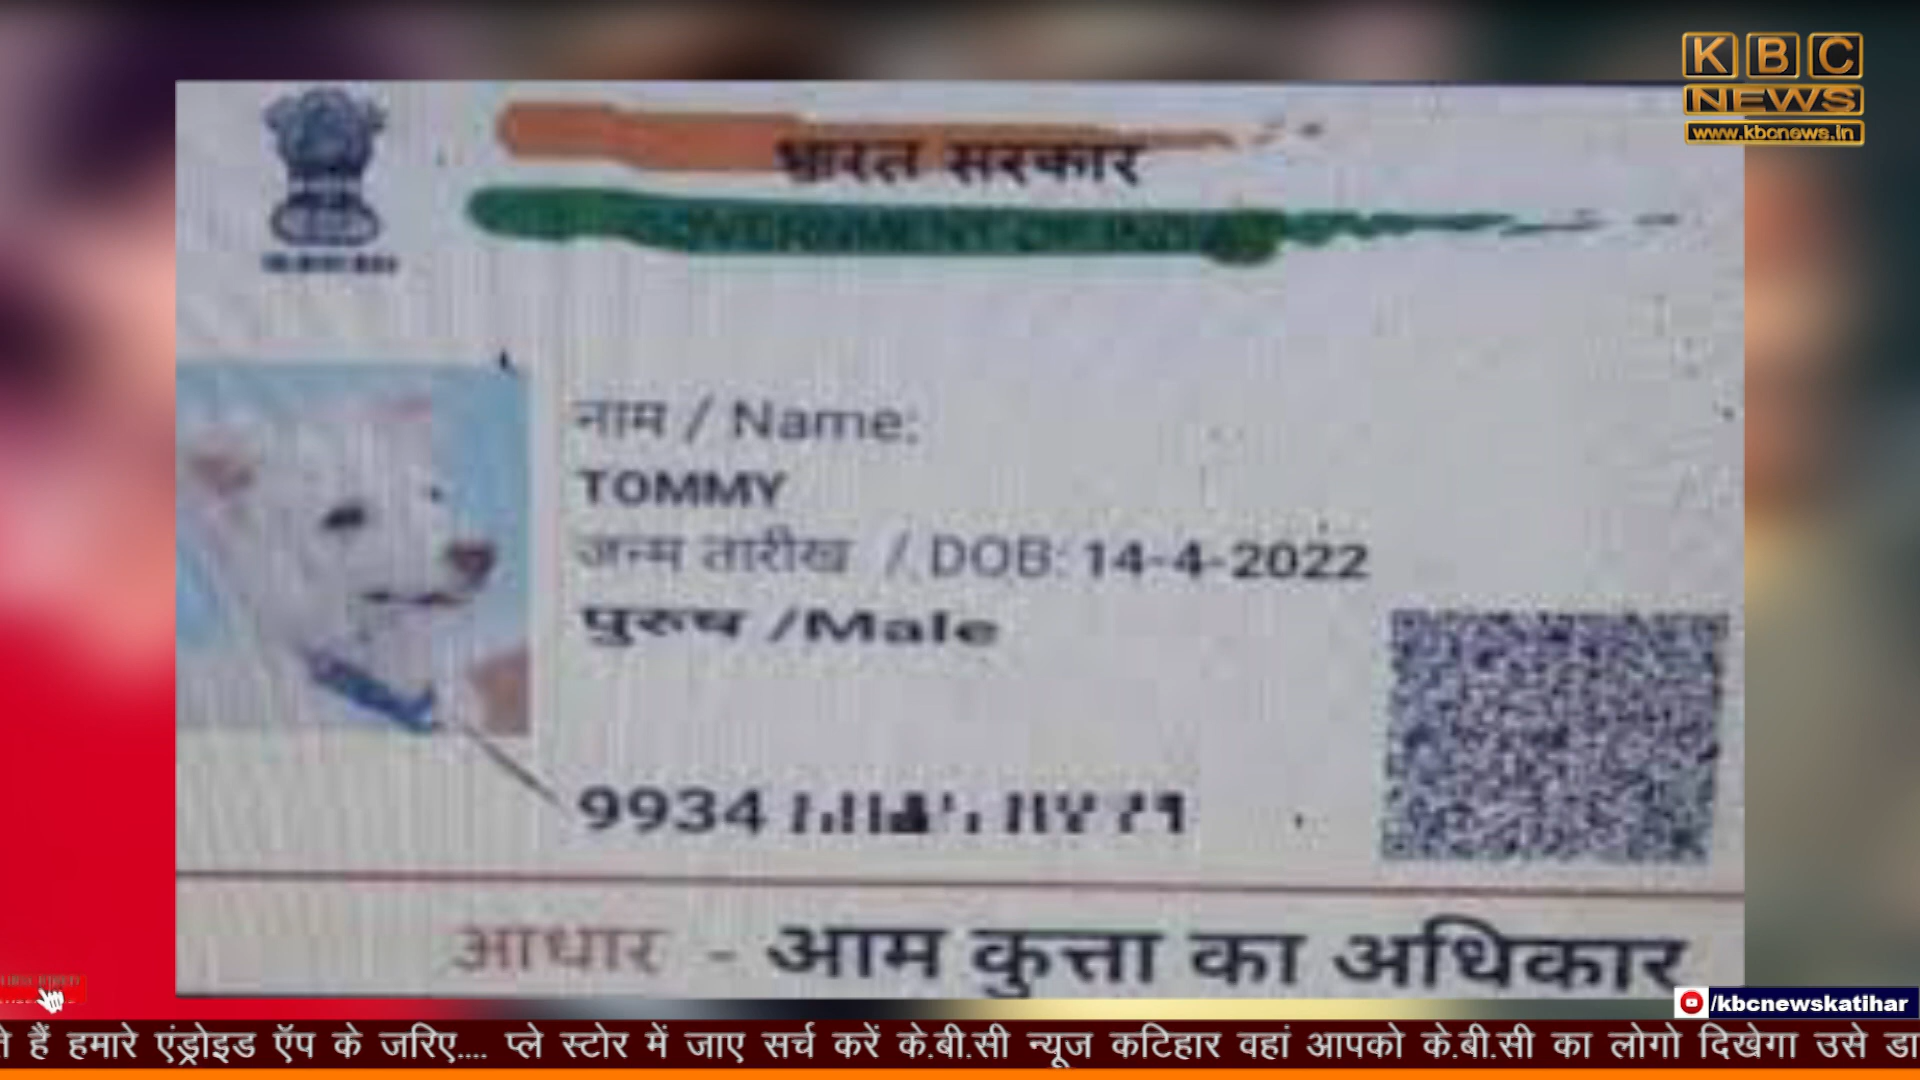 KBC
NEWS
www.kbcnews.in
भारत सरकार
नाम / Name:
TOMMY
जन्म तारीख / DOB: 14-4-2022
पुरुष /Male
9934
आधार - आम कुत्ता का अधिकार
/kbcnewskatihar
हैं हमारे एंड्रोइड ऍप के जरिए.... प्ले स्टोर में जाए सर्च करें के.बी.सी न्यूज कटिहार वहां आपको के.बी.सी का लोगो दिखेगा उसे